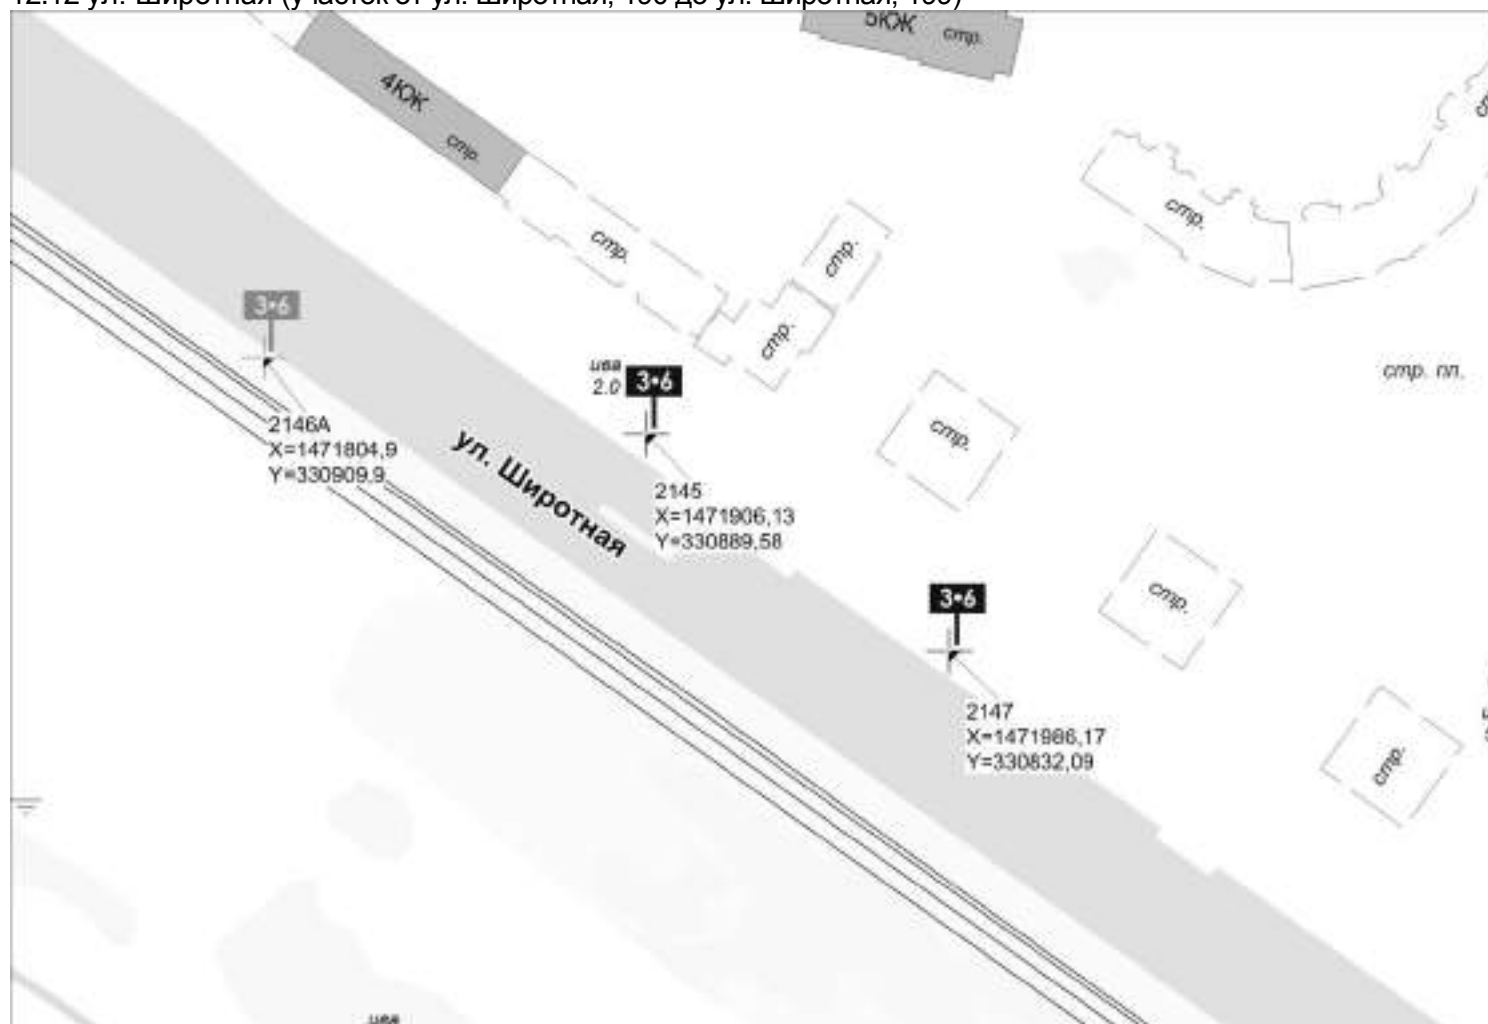 4КЖ
стр.
5КЖ стр.
стр.
стр.
стр.
стр.
3•6
ива
2.0
3•6
стр. пл.
2146А
X=1471804,9
Y=330909,9
ул. Широтная
стр.
2145
X=1471906,13
Y=330889,58
3•6
стр.
2147
X=1471986,17
Y=330832,09
стр.
ива